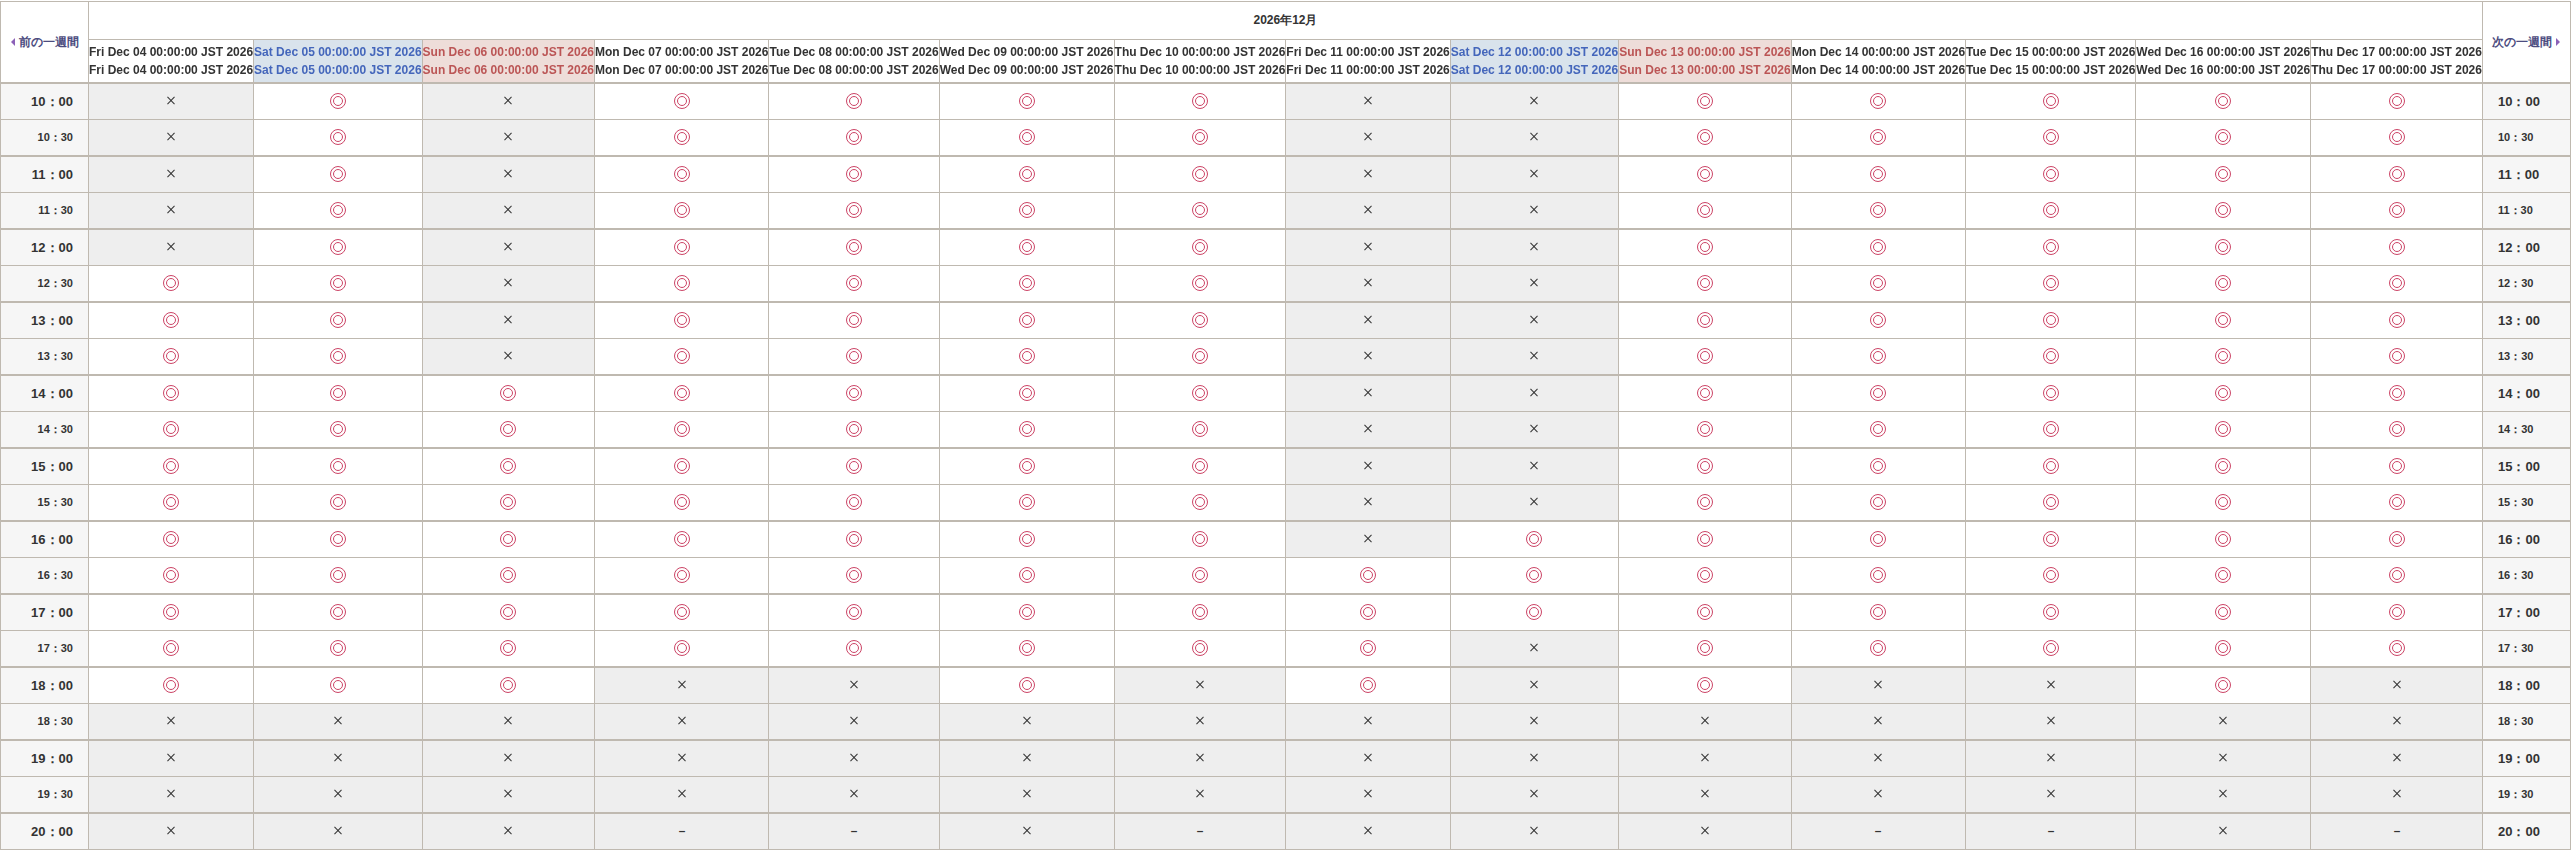 2026年12月
前の一週間
次の一週間
Fri Dec 04 00:00:00 JST 2026 Sat Dec 05 00:00:00 JST 2026 Sun Dec 06 00:00:00 JST 2026 Mon Dec 07 00:00:00 JST 2026 Tue Dec 08 00:00:00 JST 2026 Wed Dec 09 00:00:00 JST 2026 Thu Dec 10 00:00:00 JST 2026 Fri Dec 11 00:00:00 JST 2026 Sat Dec 12 00:00:00 JST 2026 Sun Dec 13 00:00:00 JST 2026 Mon Dec 14 00:00:00 JST 2026 Tue Dec 15 00:00:00 JST 2026 Wed Dec 16 00:00:00 JST 2026 Thu Dec 17 00:00:00 JST 2026
Fri Dec 04 00:00:00 JST 2026 Sat Dec 05 00:00:00 JST 2026 Sun Dec 06 00:00:00 JST 2026 Mon Dec 07 00:00:00 JST 2026 Tue Dec 08 00:00:00 JST 2026 Wed Dec 09 00:00:00 JST 2026 Thu Dec 10 00:00:00 JST 2026 Fri Dec 11 00:00:00 JST 2026 Sat Dec 12 00:00:00 JST 2026 Sun Dec 13 00:00:00 JST 2026 Mon Dec 14 00:00:00 JST 2026 Tue Dec 15 00:00:00 JST 2026 Wed Dec 16 00:00:00 JST 2026 Thu Dec 17 00:00:00 JST 2026
10：00 × ◎ × ◎ ◎ ◎ ◎ × × ◎ ◎ ◎ ◎ ◎ 10：00
10：30 × ◎ × ◎ ◎ ◎ ◎ × × ◎ ◎ ◎ ◎ ◎ 10：30
11：00 × ◎ × ◎ ◎ ◎ ◎ × × ◎ ◎ ◎ ◎ ◎ 11：00
11：30 × ◎ × ◎ ◎ ◎ ◎ × × ◎ ◎ ◎ ◎ ◎ 11：30
12：00 × ◎ × ◎ ◎ ◎ ◎ × × ◎ ◎ ◎ ◎ ◎ 12：00
12：30 ◎ ◎ × ◎ ◎ ◎ ◎ × × ◎ ◎ ◎ ◎ ◎ 12：30
13：00 ◎ ◎ × ◎ ◎ ◎ ◎ × × ◎ ◎ ◎ ◎ ◎ 13：00
13：30 ◎ ◎ × ◎ ◎ ◎ ◎ × × ◎ ◎ ◎ ◎ ◎ 13：30
14：00 ◎ ◎ ◎ ◎ ◎ ◎ ◎ × × ◎ ◎ ◎ ◎ ◎ 14：00
14：30 ◎ ◎ ◎ ◎ ◎ ◎ ◎ × × ◎ ◎ ◎ ◎ ◎ 14：30
15：00 ◎ ◎ ◎ ◎ ◎ ◎ ◎ × × ◎ ◎ ◎ ◎ ◎ 15：00
15：30 ◎ ◎ ◎ ◎ ◎ ◎ ◎ × × ◎ ◎ ◎ ◎ ◎ 15：30
16：00 ◎ ◎ ◎ ◎ ◎ ◎ ◎ × ◎ ◎ ◎ ◎ ◎ ◎ 16：00
16：30 ◎ ◎ ◎ ◎ ◎ ◎ ◎ ◎ ◎ ◎ ◎ ◎ ◎ ◎ 16：30
17：00 ◎ ◎ ◎ ◎ ◎ ◎ ◎ ◎ ◎ ◎ ◎ ◎ ◎ ◎ 17：00
17：30 ◎ ◎ ◎ ◎ ◎ ◎ ◎ ◎ × ◎ ◎ ◎ ◎ ◎ 17：30
18：00 ◎ ◎ ◎ × × ◎ × ◎ × ◎ × × ◎ × 18：00
18：30 × × × × × × × × × × × × × × 18：30
19：00 × × × × × × × × × × × × × × 19：00
19：30 × × × × × × × × × × × × × × 19：30
20：00 × × × − − × − × × × − − × − 20：00